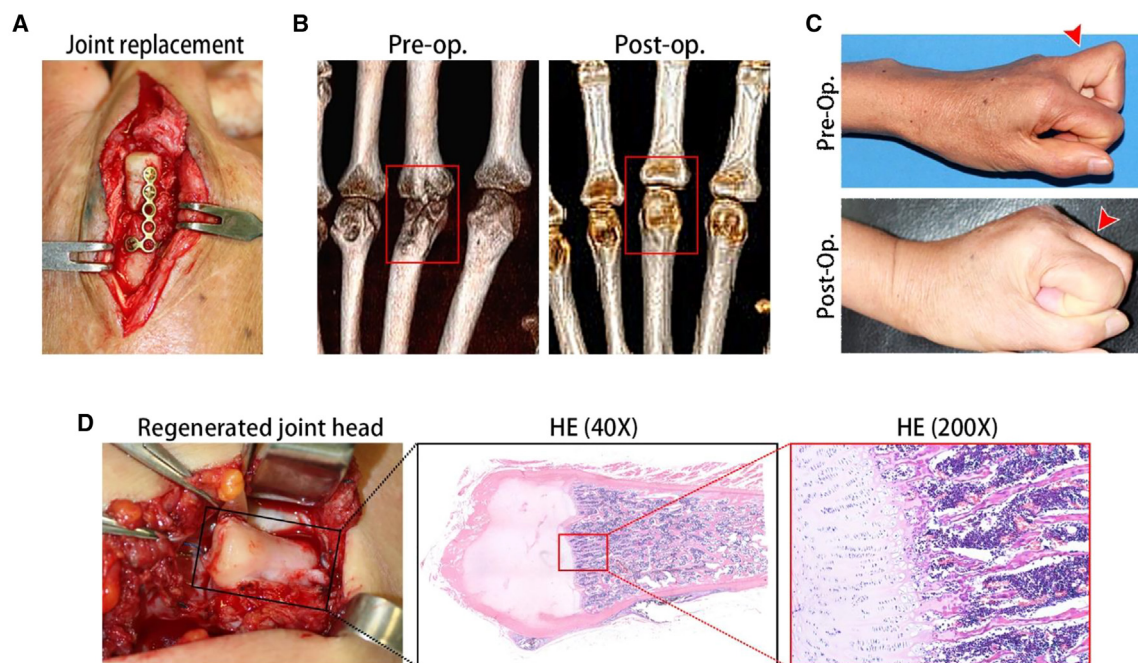 A
Joint replacement
B
Pre-op.
Post-op.
C
Pre-Op.
Post-Op.
D
Regenerated joint head
HE (40X)
HE (200X)